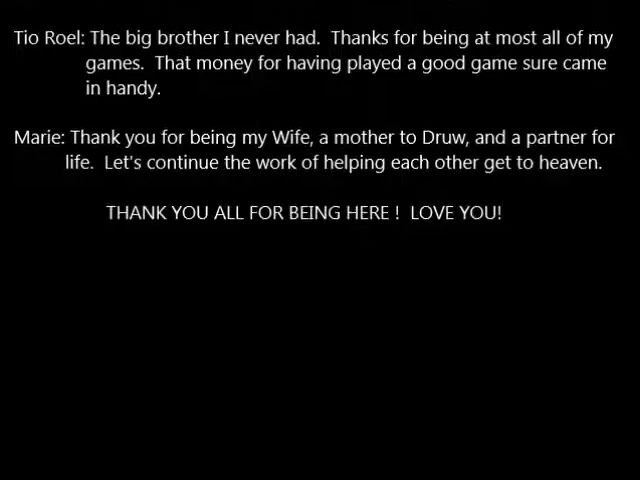 Tio Roel: The big brother I never had.  Thanks for being at most all of my
games.  That money for having played a good game sure came
in handy.
Marie: Thank you for being my Wife, a mother to Druw, and a partner for
life.  Let's continue the work of helping each other get to heaven.
THANK YOU ALL FOR BEING HERE !  LOVE YOU!